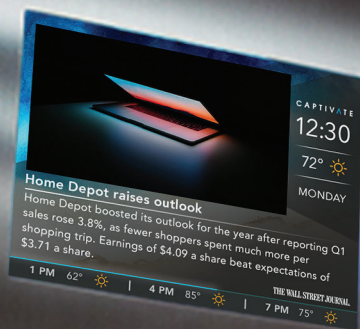 CAPTIVATE
12:30
72°
MONDAY
Home Depot raises outlook
Home Depot boosted its outlook for the year after reporting Q1
sales rose 3.8%, as fewer shoppers spent much more per
shopping trip. Earnings of $4.09 a share beat expectations of
$3.71 a share.
THE WALL STREET JOURNAL.
1 PM 62° | 4 PM 85° | 7 PM 75°